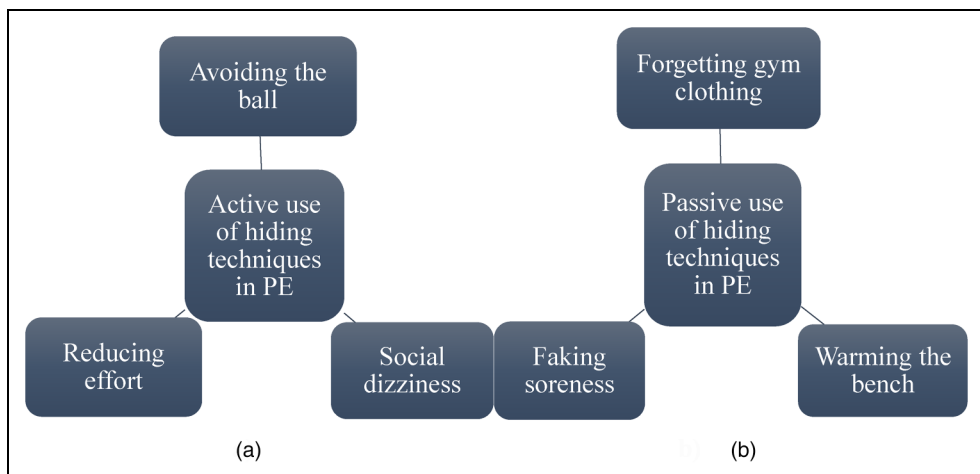 Avoiding the
ball
Active use
of hiding
techniques
in PE
Reducing
effort
Social
dizziness
(a)
Forgetting gym
clothing
Passive use
of hiding
techniques
in PE
Faking
soreness
Warming the
bench
(b)